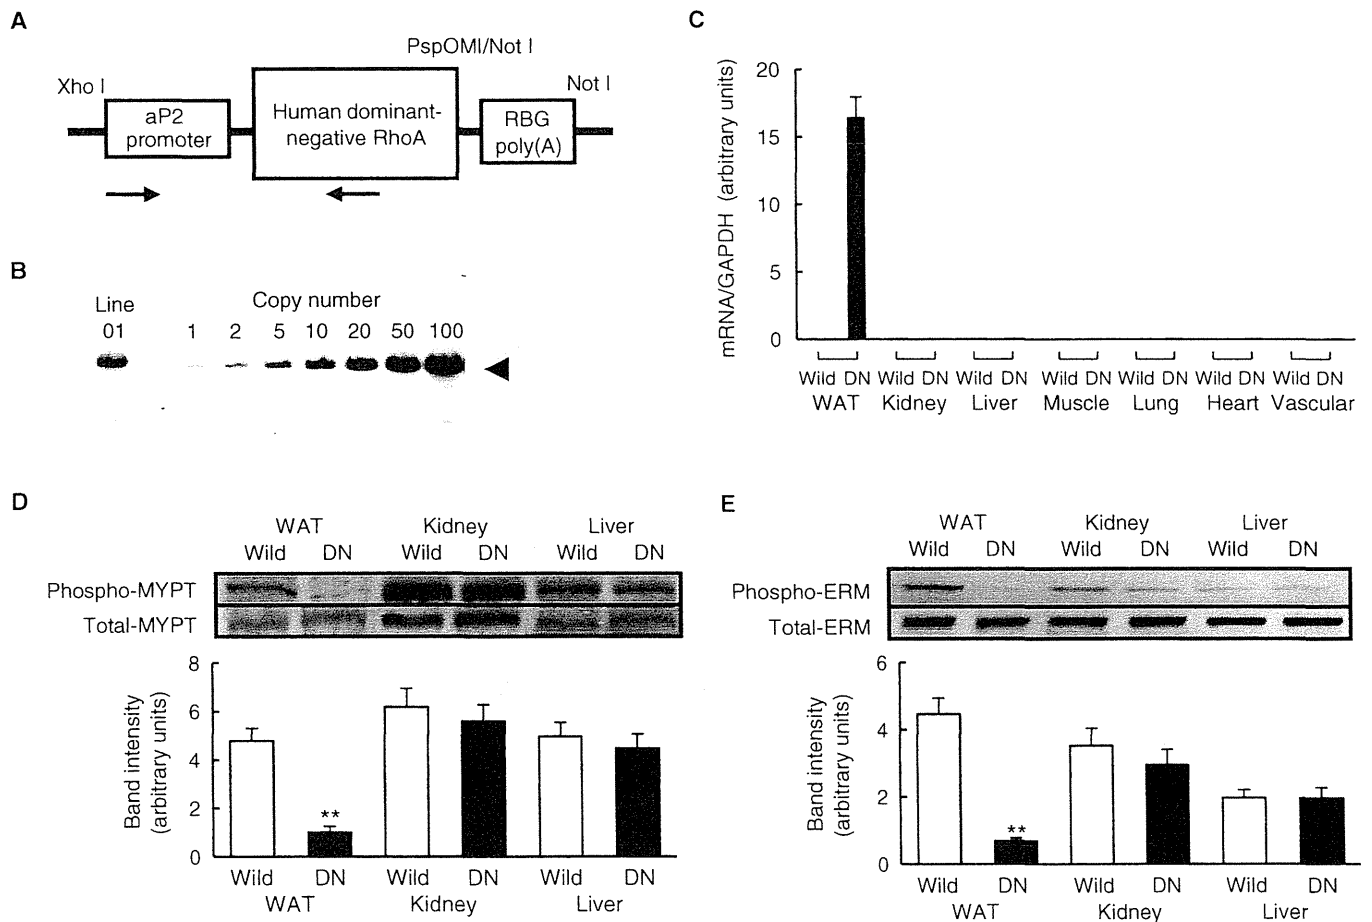 A
PspOMI/Not I
Xho I
Not I
aP2
promoter
Human dominant-
negative RhoA
RBG
poly(A)
B
Line
Copy number
01 1 2 5 10 20 50 100
C
mRNA/GAPDH (arbitrary units)
20
15
10
5
0
Wild DN Wild DN Wild DN Wild DN Wild DN Wild DN Wild DN
WAT Kidney Liver Muscle Lung Heart Vascular
D
WAT Kidney Liver
Wild DN Wild DN Wild DN
Phospho-MYPT
Total-MYPT
Band intensity
(arbitrary units)
8
6
4
2
0
**
Wild DN Wild DN Wild DN
WAT Kidney Liver
E
WAT Kidney Liver
Wild DN Wild DN Wild DN
Phospho-ERM
Total-ERM
Band intensity
(arbitrary units)
6
4
2
0
**
Wild DN Wild DN Wild DN
WAT Kidney Liver